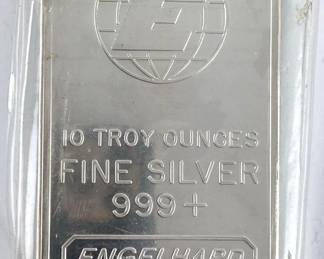 E
10 TROY OUNCES
FINE SILVER
999+
ENGELHARD